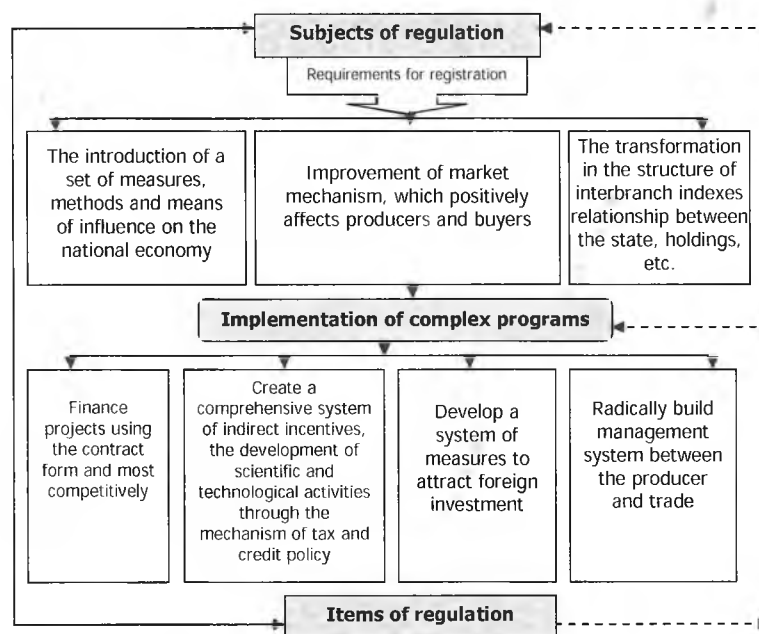 Subjects of regulation
Requirements for registration
The introduction of a
set of measures,
methods and means
of influence on the
national economy
Improvement of market
mechanism, which positively
affects producers and buyers
The transformation
in the structure of
interbranch indexes
relationship between
the state, holdings,
etc.
Implementation of complex programs
Finance
projects using
the contract
form and most
competitively
Create a
comprehensive system
of indirect incentives,
the development of
scientific and
technological activities
through the
mechanism of tax and
credit policy
Develop a
system of
measures to
attract foreign
investment
Radically build
management
system between
the producer
and trade
Items of regulation